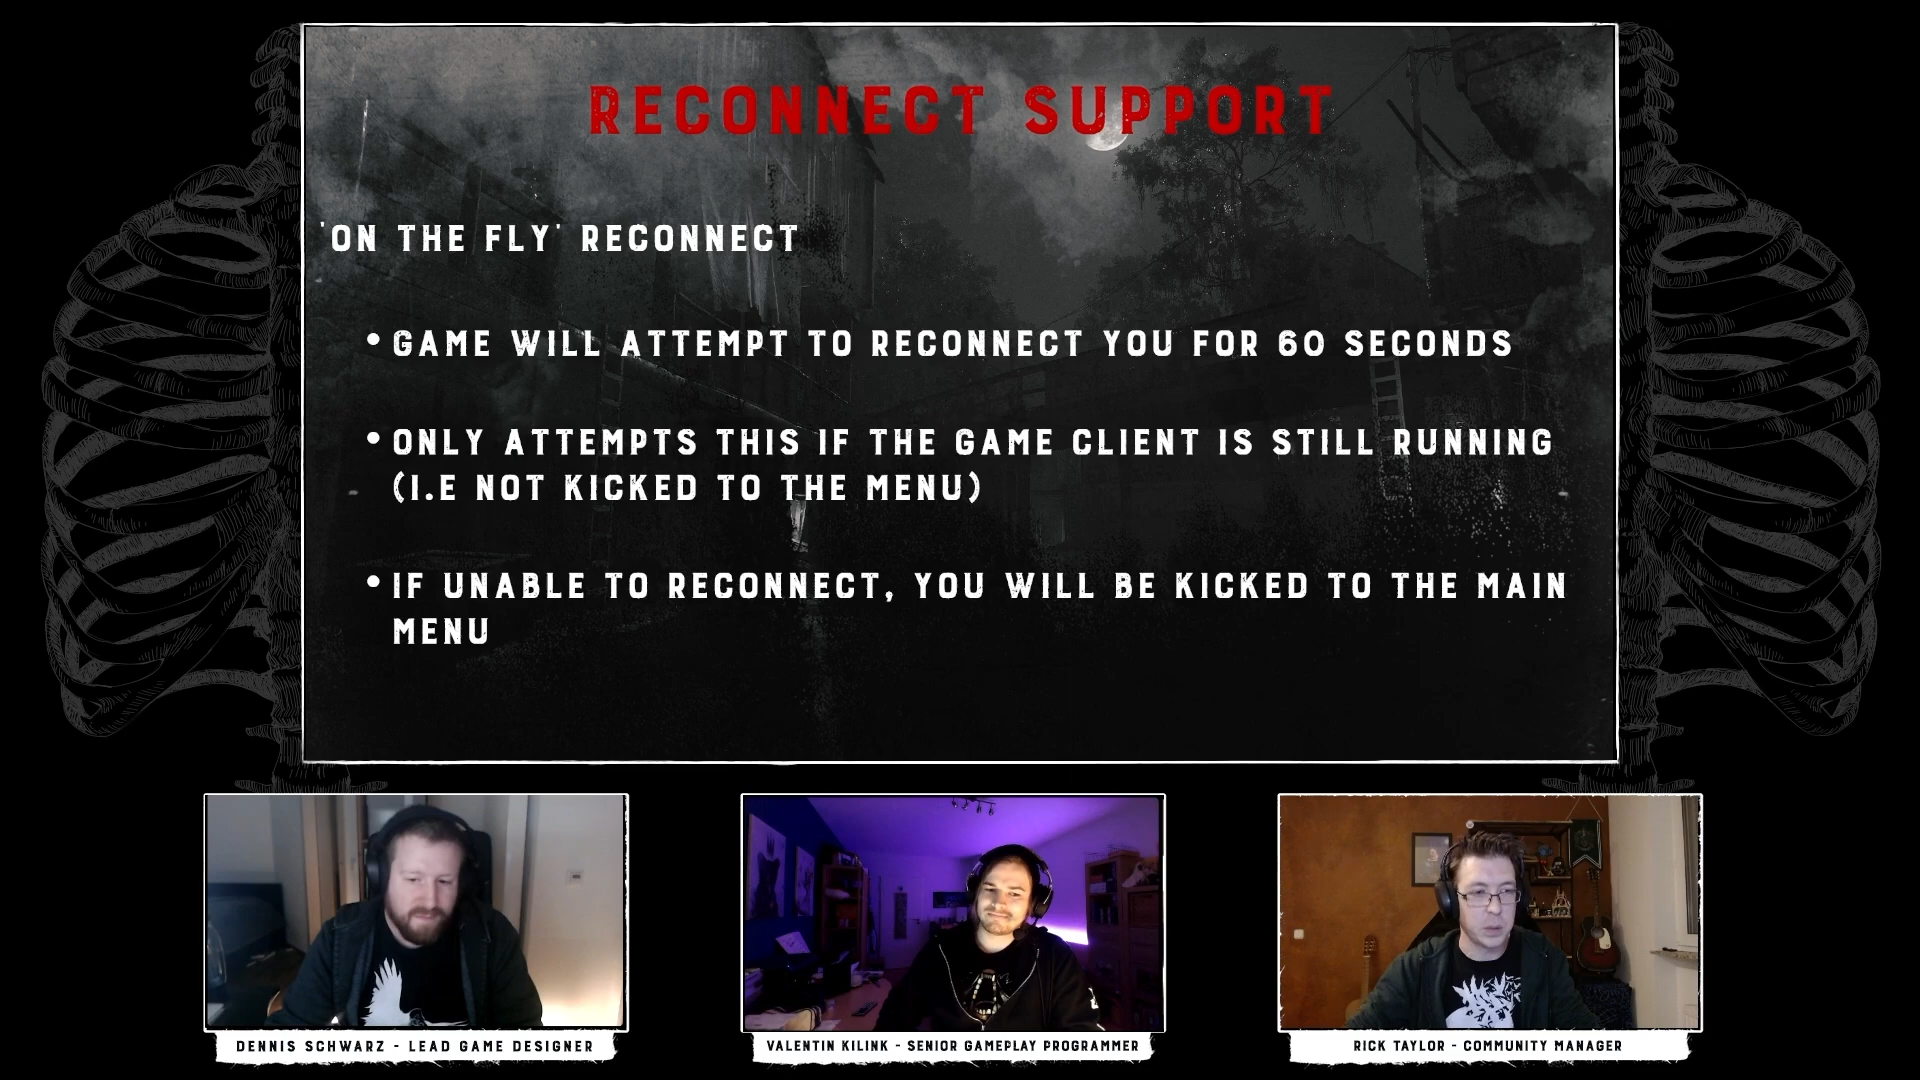 RECONNECT SUPPORT
'ON THE FLY' RECONNECT
• GAME WILL ATTEMPT TO RECONNECT YOU FOR 60 SECONDS
• ONLY ATTEMPTS THIS IF THE GAME CLIENT IS STILL RUNNING
(I.E NOT KICKED TO THE MENU)
• IF UNABLE TO RECONNECT, YOU WILL BE KICKED TO THE MAIN
MENU
DENNIS SCHWARZ - LEAD GAME DESIGNER
VALENTIN KILINK - SENIOR GAMEPLAY PROGRAMMER
RICK TAYLOR - COMMUNITY MANAGER